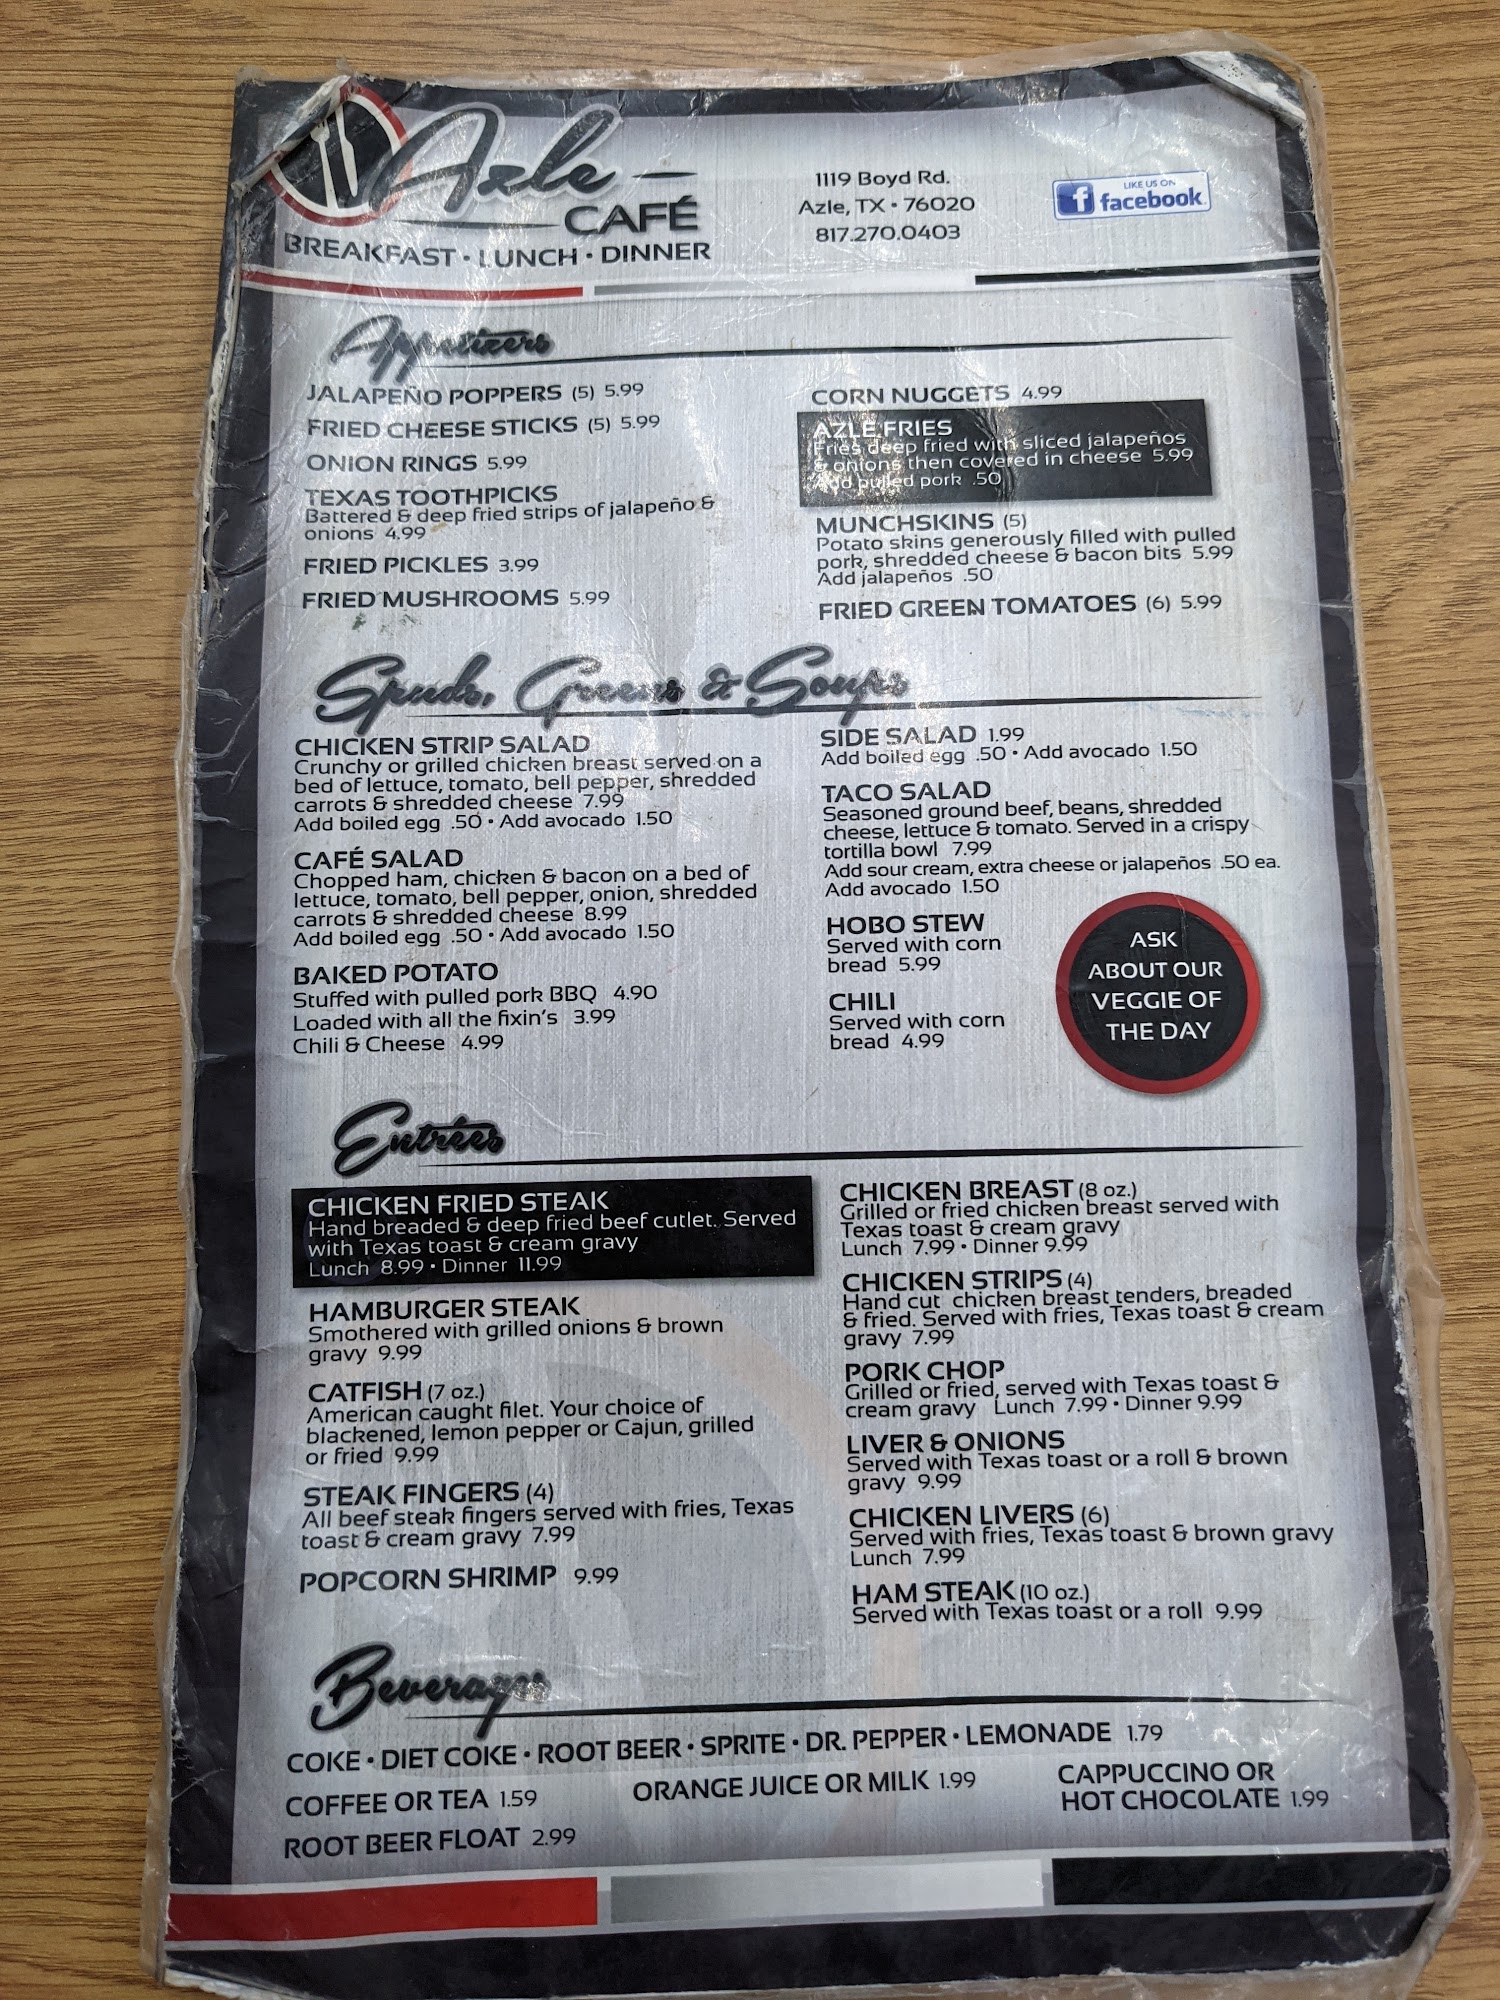 Azle
CAFÉ
BREAKFAST • LUNCH • DINNER
1119 Boyd Rd.
Azle, TX • 76020
817.270.0403
LIKE US ON
facebook
Appetizers
JALAPEÑO POPPERS (5) 5.99
FRIED CHEESE STICKS (5) 5.99
ONION RINGS 5.99
TEXAS TOOTHPICKS
Battered & deep fried strips of jalapeño &
onions 4.99
FRIED PICKLES 3.99
FRIED MUSHROOMS 5.99
CORN NUGGETS 4.99
AZLE FRIES
Fries deep fried with sliced jalapeños
& onions then covered in cheese 5.99
Add pulled pork .50
MUNCHSKINS (5)
Potato skins generously filled with pulled
pork, shredded cheese & bacon bits 5.99
Add jalapeños .50
FRIED GREEN TOMATOES (6) 5.99
Spuds, Greens & Soups
CHICKEN STRIP SALAD
Crunchy or grilled chicken breast served on a
bed of lettuce, tomato, bell pepper, shredded
carrots & shredded cheese 7.99
Add boiled egg .50 • Add avocado 1.50
CAFÉ SALAD
Chopped ham, chicken & bacon on a bed of
lettuce, tomato, bell pepper, onion, shredded
carrots & shredded cheese 8.99
Add boiled egg .50 • Add avocado 1.50
BAKED POTATO
Stuffed with pulled pork BBQ 4.90
Loaded with all the fixin's 3.99
Chili & Cheese 4.99
SIDE SALAD 1.99
Add boiled egg .50 • Add avocado 1.50
TACO SALAD
Seasoned ground beef, beans, shredded
cheese, lettuce & tomato. Served in a crispy
tortilla bowl 7.99
Add sour cream, extra cheese or jalapeños .50 ea.
Add avocado 1.50
HOBO STEW
Served with corn
bread 5.99
CHILI
Served with corn
bread 4.99
ASK
ABOUT OUR
VEGGIE OF
THE DAY
Entrées
CHICKEN FRIED STEAK
Hand breaded & deep fried beef cutlet. Served
with Texas toast & cream gravy
Lunch 8.99 • Dinner 11.99
HAMBURGER STEAK
Smothered with grilled onions & brown
gravy 9.99
CATFISH (7 oz.)
American caught filet. Your choice of
blackened, lemon pepper or Cajun, grilled
or fried 9.99
STEAK FINGERS (4)
All beef steak fingers served with fries, Texas
toast & cream gravy 7.99
POPCORN SHRIMP 9.99
CHICKEN BREAST (8 oz.)
Grilled or fried chicken breast served with
Texas toast & cream gravy
Lunch 7.99 • Dinner 9.99
CHICKEN STRIPS (4)
Hand cut chicken breast tenders, breaded
& fried. Served with fries, Texas toast & cream
gravy 7.99
PORK CHOP
Grilled or fried, served with Texas toast &
cream gravy Lunch 7.99 • Dinner 9.99
LIVER & ONIONS
Served with Texas toast or a roll & brown
gravy 9.99
CHICKEN LIVERS (6)
Served with fries, Texas toast & brown gravy
Lunch 7.99
HAM STEAK (10 oz.)
Served with Texas toast or a roll 9.99
Beverages
COKE • DIET COKE • ROOT BEER • SPRITE • DR. PEPPER • LEMONADE 1.79
COFFEE OR TEA 1.59
ORANGE JUICE OR MILK 1.99
CAPPUCCINO OR
HOT CHOCOLATE 1.99
ROOT BEER FLOAT 2.99